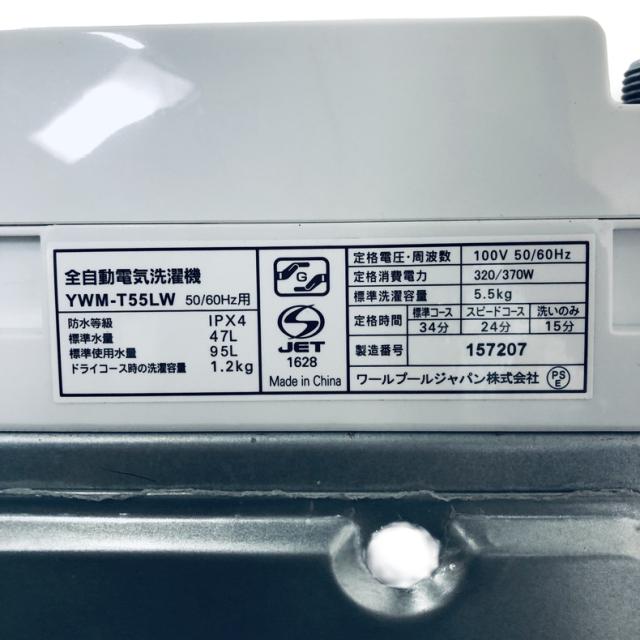 全自動電気洗濯機
YWM-T55LW 50/60Hz用
防水等級 IPX4
標準水量 47L
標準使用水量 95L
ドライコース時の洗濯容量 1.2kg
G
JET
1628
Made in China
定格電圧・周波数 100V 50/60Hz
定格消費電力 320/370W
標準洗濯容量 5.5kg
定格時間 標準コース スピードコース 洗いのみ
34分 24分 15分
製造番号 157207
ワールプールジャパン株式会社 PSE